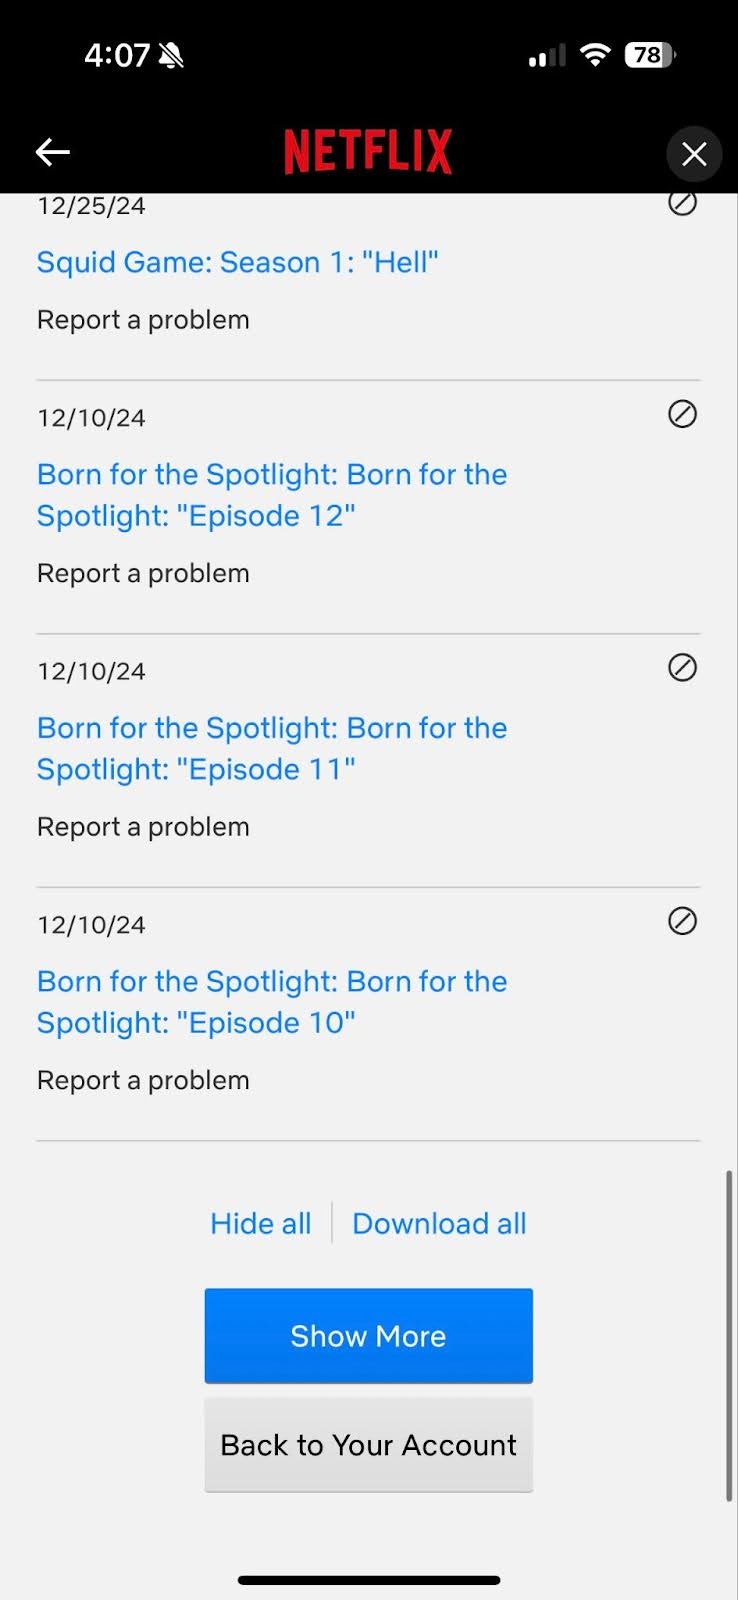 4:07
78
NETFLIX
12/25/24
Squid Game: Season 1: "Hell"
Report a problem
12/10/24
Born for the Spotlight: Born for the
Spotlight: "Episode 12"
Report a problem
12/10/24
Born for the Spotlight: Born for the
Spotlight: "Episode 11"
Report a problem
12/10/24
Born for the Spotlight: Born for the
Spotlight: "Episode 10"
Report a problem
Hide all
Download all
Show More
Back to Your Account